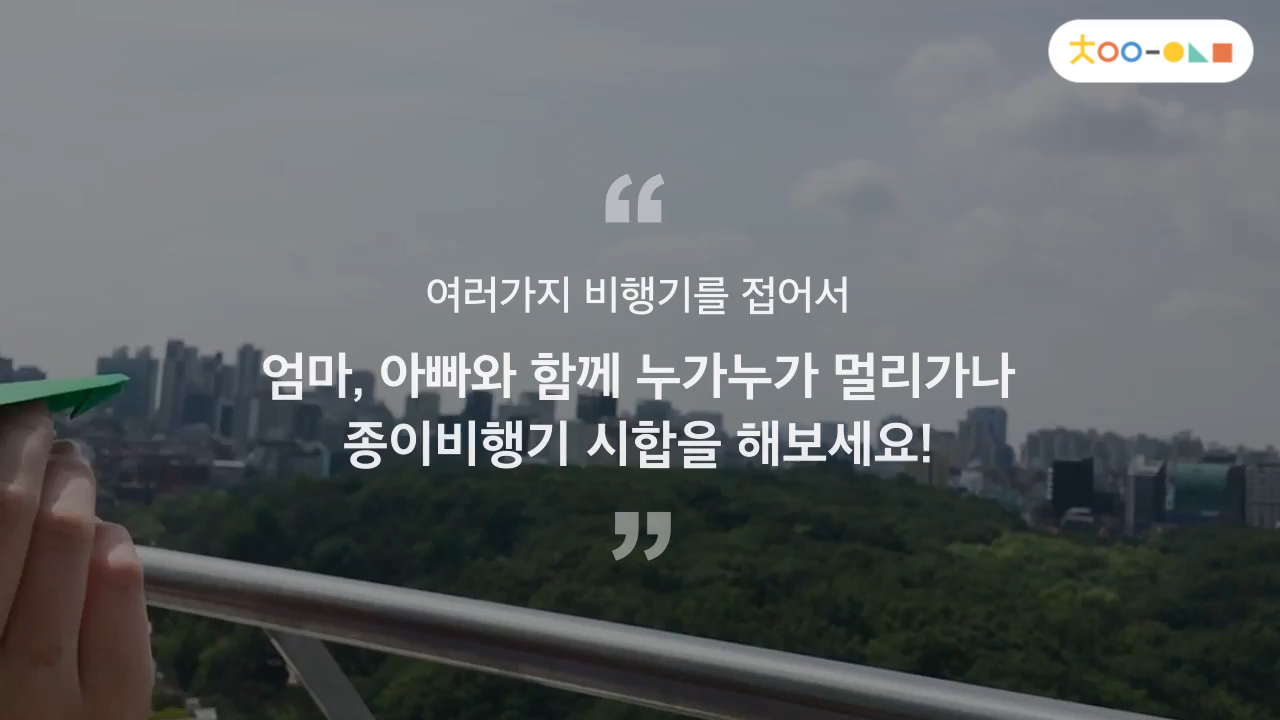 “
여러가지 비행기를 접어서
엄마, 아빠와 함께 누가누가 멀리가나
종이비행기 시합을 해보세요!
”